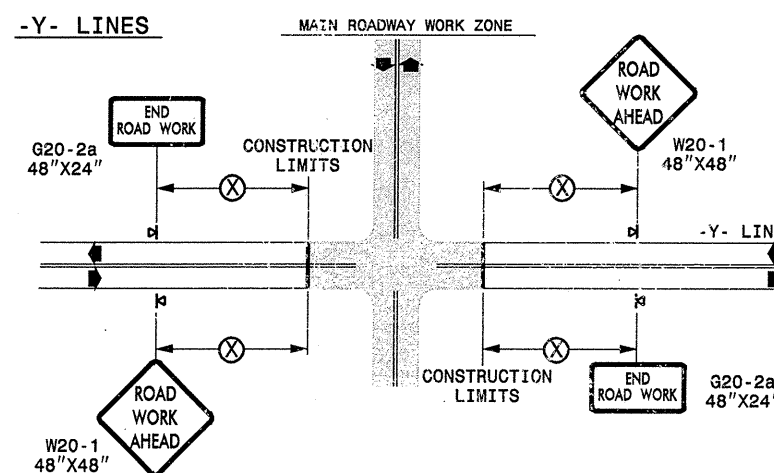 -Y- LINES
MAIN ROADWAY WORK ZONE
END
ROAD WORK
G20-2a
48"X24"
CONSTRUCTION
LIMITS
ROAD
WORK
AHEAD
W20-1
48"X48"
X
X
-Y- LIN
X
X
ROAD
WORK
AHEAD
W20-1
48"X48"
CONSTRUCTION
LIMITS
END
ROAD WORK
G20-2a
48"X24"